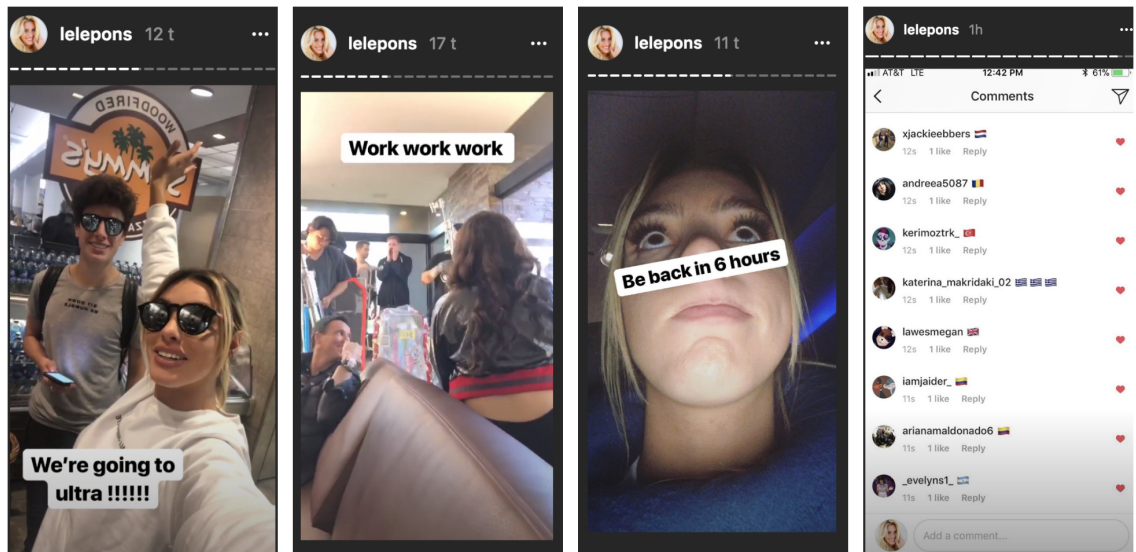 lelepons 12 t
WOODFIRED
We're going to
ultra !!!!!!
lelepons 17 t
Work work work
lelepons 11 t
Be back in 6 hours
lelepons 1h
AT&T LTE 12:42 PM 61%
Comments
xjackieebbers 🇳🇱
12s 1 like Reply
andreea5087 🇷🇴
12s 1 like Reply
kerimoztrk_ 🇹🇷
12s 1 like Reply
katerina_makridaki_02 🇬🇷 🇬🇷 🇬🇷
12s 1 like Reply
lawesmegan 🇬🇧
12s 1 like Reply
iamjaider_ 🇨🇴
11s 1 like Reply
arianamaldonado6 🇨🇴
11s 1 like Reply
_evelyns1_ 🇦🇷
11s 1 like Reply
Add a comment...